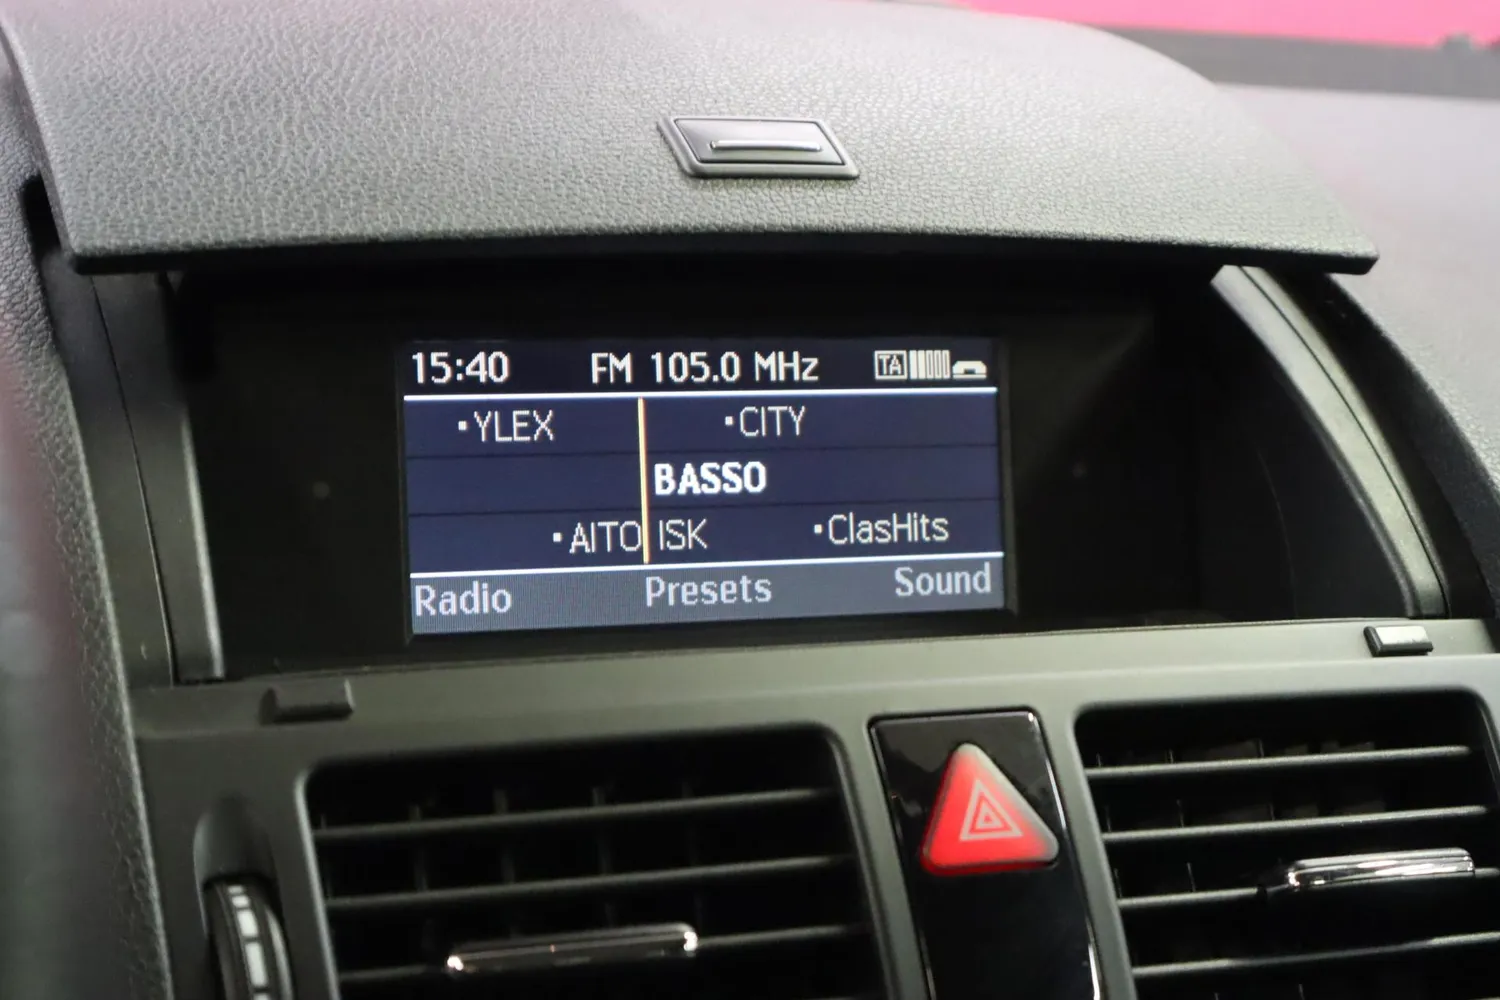 15:40 FM 105.0 MHz TA
•YLEX •CITY
BASSO
•AITO ISK •ClasHits
Radio Presets Sound